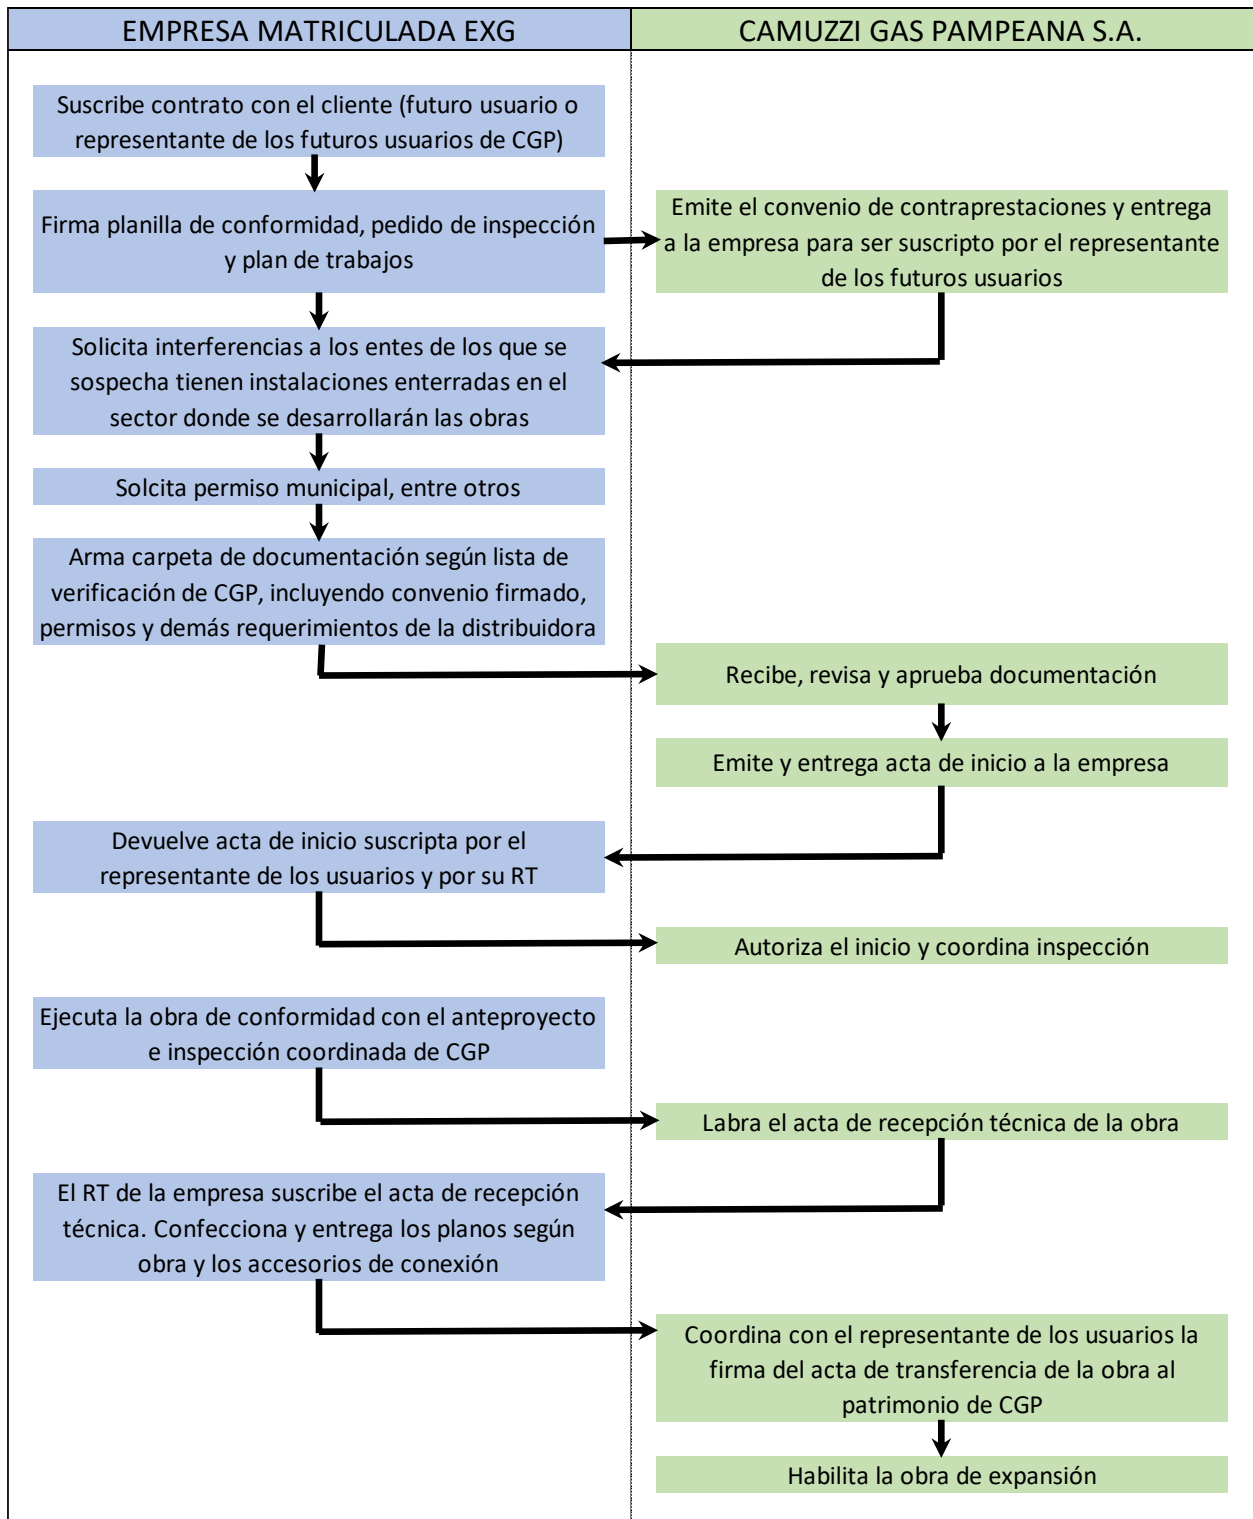 EMPRESA MATRICULADA EXG
CAMUZZI GAS PAMPEANA S.A.
Suscribe contrato con el cliente (futuro usuario o
representante de los futuros usuarios de CGP)
Firma planilla de conformidad, pedido de inspección
y plan de trabajos
Emite el convenio de contraprestaciones y entrega
a la empresa para ser suscripto por el representante
de los futuros usuarios
Solicita interferencias a los entes de los que se
sospecha tienen instalaciones enterradas en el
sector donde se desarrollarán las obras
Solcita permiso municipal, entre otros
Arma carpeta de documentación según lista de
verificación de CGP, incluyendo convenio firmado,
permisos y demás requerimientos de la distribuidora
Recibe, revisa y aprueba documentación
Emite y entrega acta de inicio a la empresa
Devuelve acta de inicio suscripta por el
representante de los usuarios y por su RT
Autoriza el inicio y coordina inspección
Ejecuta la obra de conformidad con el anteproyecto
e inspección coordinada de CGP
Labra el acta de recepción técnica de la obra
El RT de la empresa suscribe el acta de recepción
técnica. Confecciona y entrega los planos según
obra y los accesorios de conexión
Coordina con el representante de los usuarios la
firma del acta de transferencia de la obra al
patrimonio de CGP
Habilita la obra de expansión